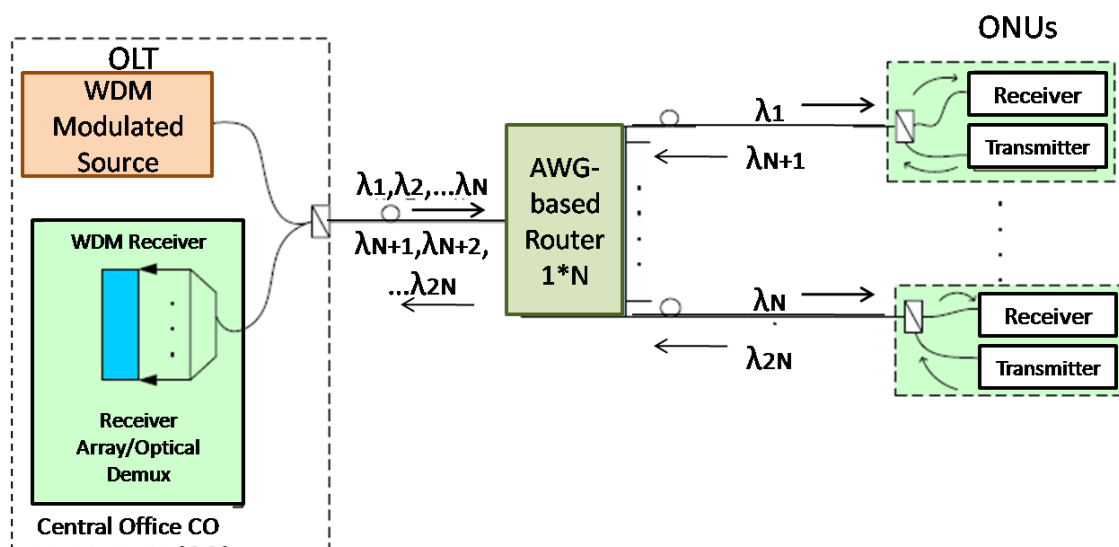 OLT
WDM
Modulated
Source
WDM Receiver
Receiver
Array/Optical
Demux
Central Office CO
λ1,λ2,...λN
λN+1,λN+2,
...λ2N
AWG-
based
Router
1*N
λ1
λN+1
λN
λ2N
ONUs
Receiver
Transmitter
Receiver
Transmitter